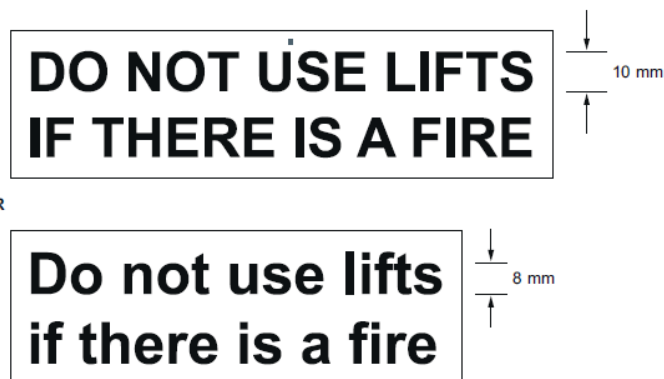 DO NOT USE LIFTS
IF THERE IS A FIRE
10 mm
R
Do not use lifts
if there is a fire
8 mm